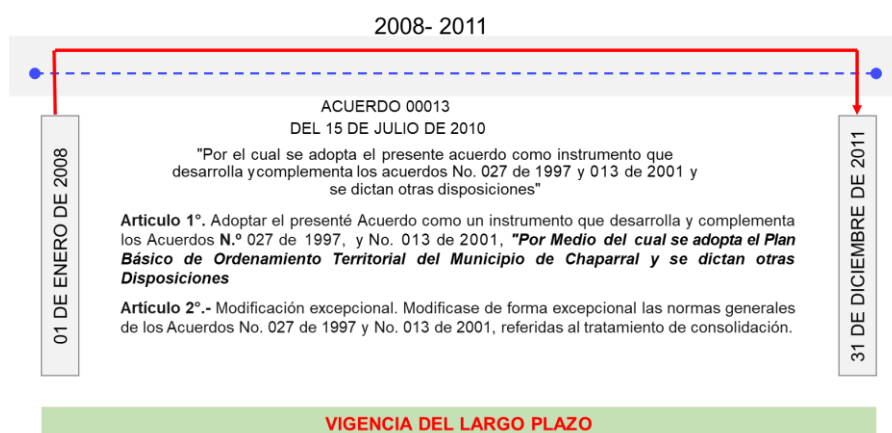 2008- 2011
01 DE ENERO DE 2008
ACUERDO 00013
DEL 15 DE JULIO DE 2010
"Por el cual se adopta el presente acuerdo como instrumento que
desarrolla y complementa los acuerdos No. 027 de 1997 y 013 de 2001 y
se dictan otras disposiciones"
Articulo 1°. Adoptar el presenté Acuerdo como un instrumento que desarrolla y complementa
los Acuerdos N.º 027 de 1997, y No. 013 de 2001, "Por Medio del cual se adopta el Plan
Básico de Ordenamiento Territorial del Municipio de Chaparral y se dictan otras
Disposiciones
Artículo 2°.- Modificación excepcional. Modificase de forma excepcional las normas generales
de los Acuerdos No. 027 de 1997 y No. 013 de 2001, referidas al tratamiento de consolidación.
31 DE DICIEMBRE DE 2011
VIGENCIA DEL LARGO PLAZO